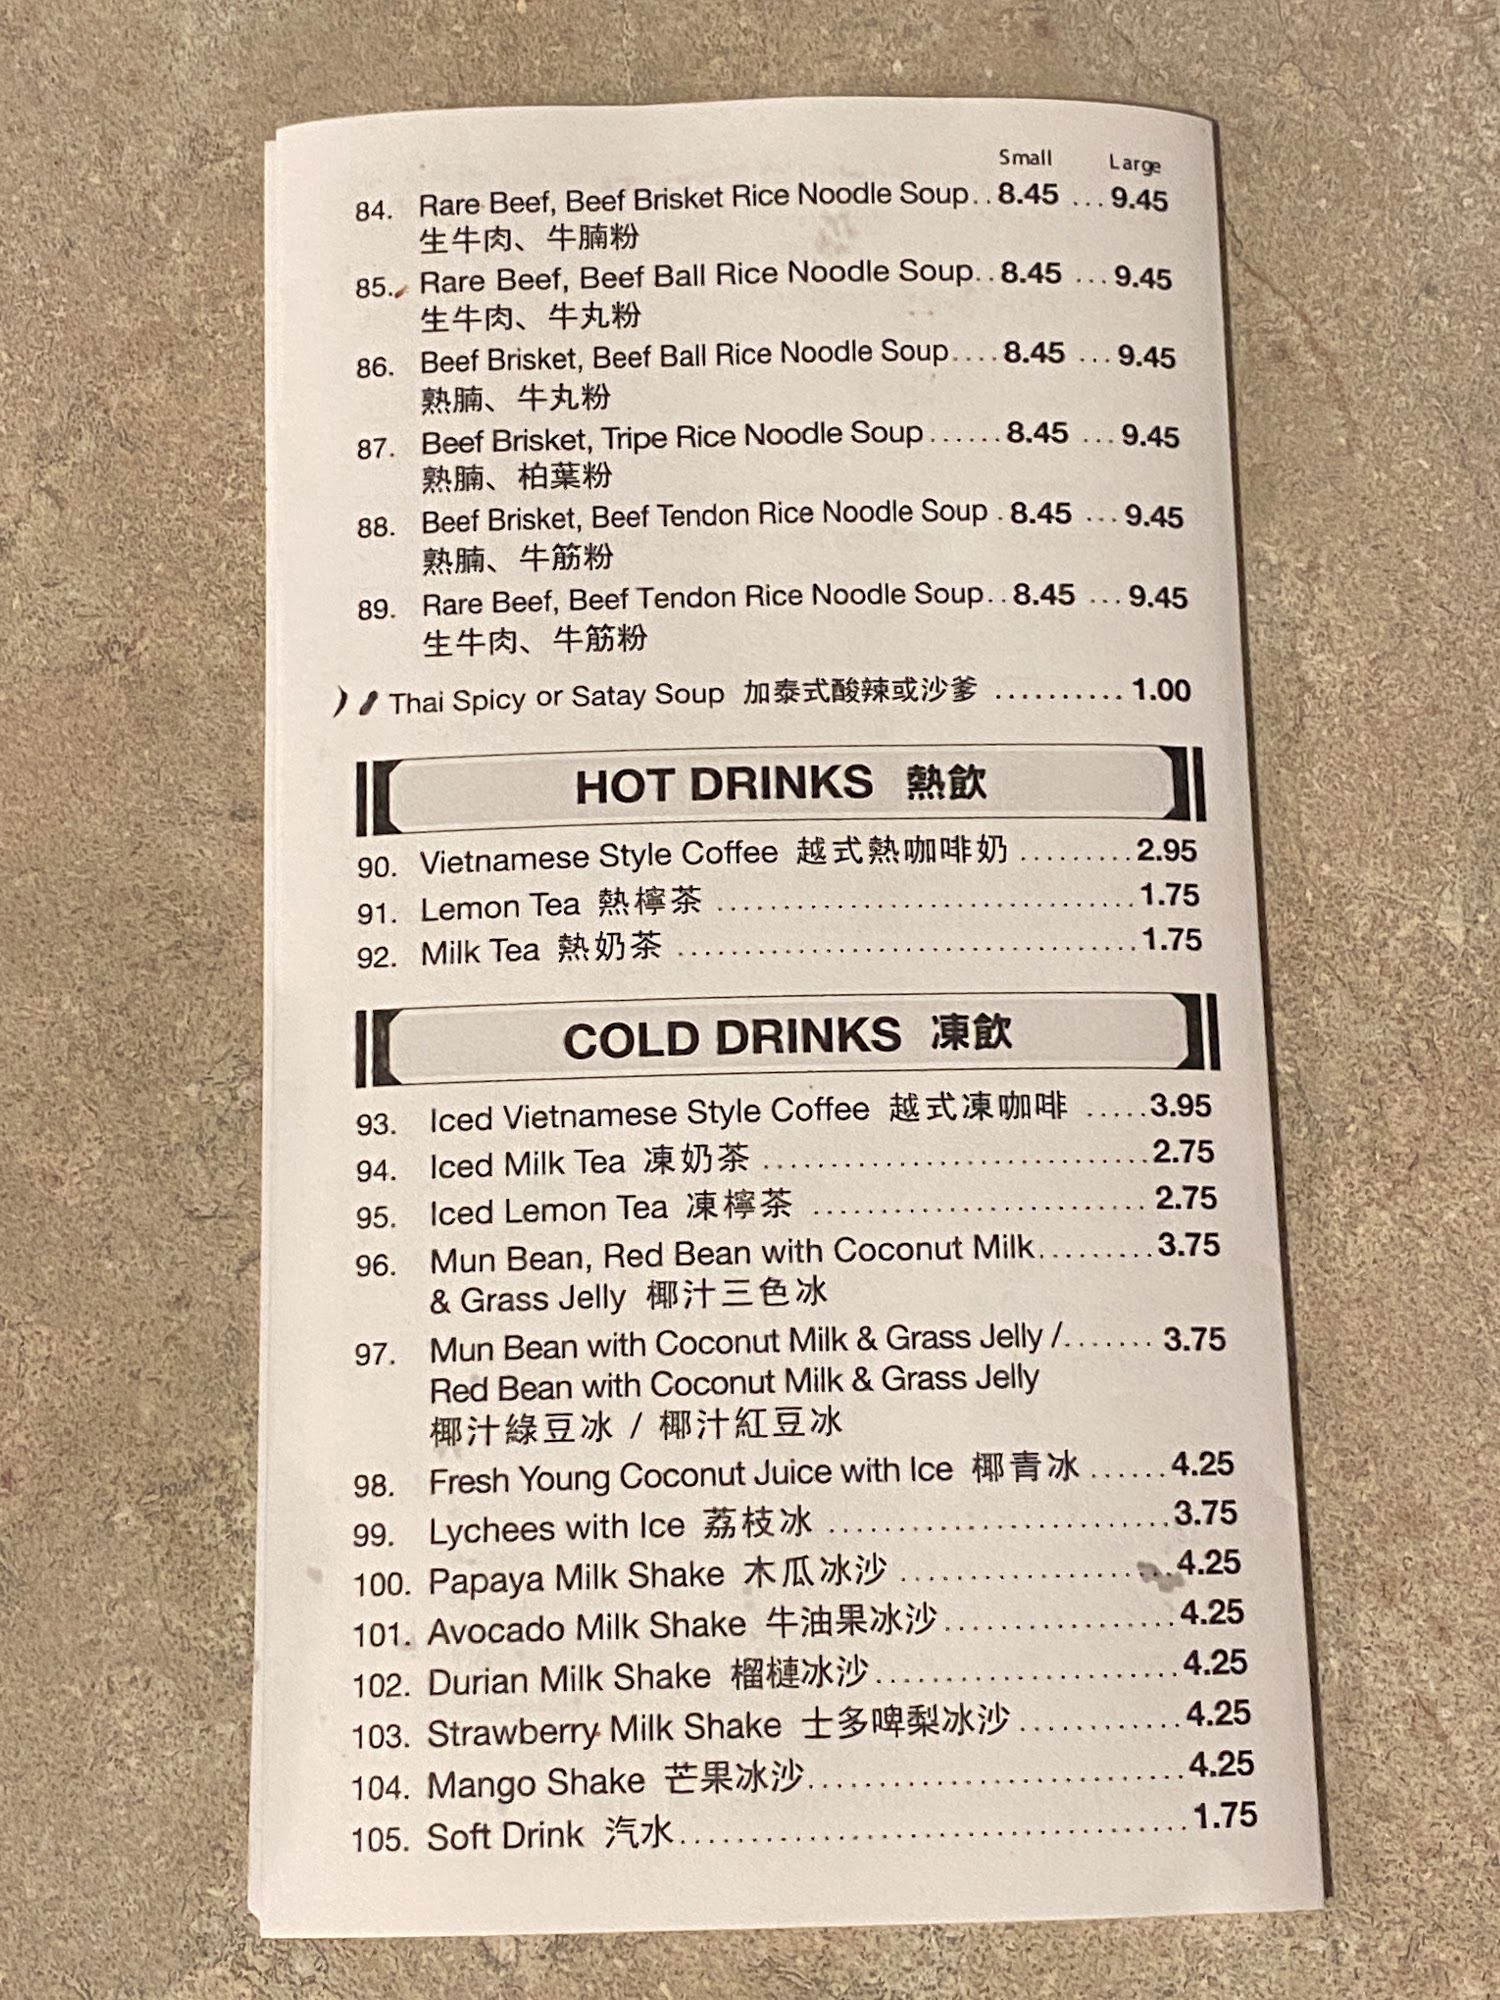 Small Large
84. Rare Beef, Beef Brisket Rice Noodle Soup..8.45 ...9.45
生牛肉、牛腩粉
85. Rare Beef, Beef Ball Rice Noodle Soup..8.45 ...9.45
生牛肉、牛丸粉
86. Beef Brisket, Beef Ball Rice Noodle Soup....8.45 ...9.45
熟腩、牛丸粉
87. Beef Brisket, Tripe Rice Noodle Soup......8.45 ...9.45
熟腩、柏葉粉
88. Beef Brisket, Beef Tendon Rice Noodle Soup .8.45 ...9.45
熟腩、牛筋粉
89. Rare Beef, Beef Tendon Rice Noodle Soup..8.45 ...9.45
生牛肉、牛筋粉
Thai Spicy or Satay Soup 加泰式酸辣或沙爹 ..........1.00
HOT DRINKS 熱飲
90. Vietnamese Style Coffee 越式熱咖啡奶 .........2.95
91. Lemon Tea 熱檸茶 ................................1.75
92. Milk Tea 熱奶茶 ...................................1.75
COLD DRINKS 凍飲
93. Iced Vietnamese Style Coffee 越式凍咖啡 .....3.95
94. Iced Milk Tea 凍奶茶 .............................2.75
95. Iced Lemon Tea 凍檸茶 .........................2.75
96. Mun Bean, Red Bean with Coconut Milk.........3.75
& Grass Jelly 椰汁三色冰
97. Mun Bean with Coconut Milk & Grass Jelly /....... 3.75
Red Bean with Coconut Milk & Grass Jelly
椰汁綠豆冰 / 椰汁紅豆冰
98. Fresh Young Coconut Juice with Ice 椰青冰 ......4.25
99. Lychees with Ice 荔枝冰 .........................3.75
100. Papaya Milk Shake 木瓜冰沙 ....................4.25
101. Avocado Milk Shake 牛油果冰沙.................4.25
102. Durian Milk Shake 榴槤冰沙.......................4.25
103. Strawberry Milk Shake 士多啤梨冰沙............4.25
104. Mango Shake 芒果冰沙............................4.25
105. Soft Drink 汽水.....................................1.75